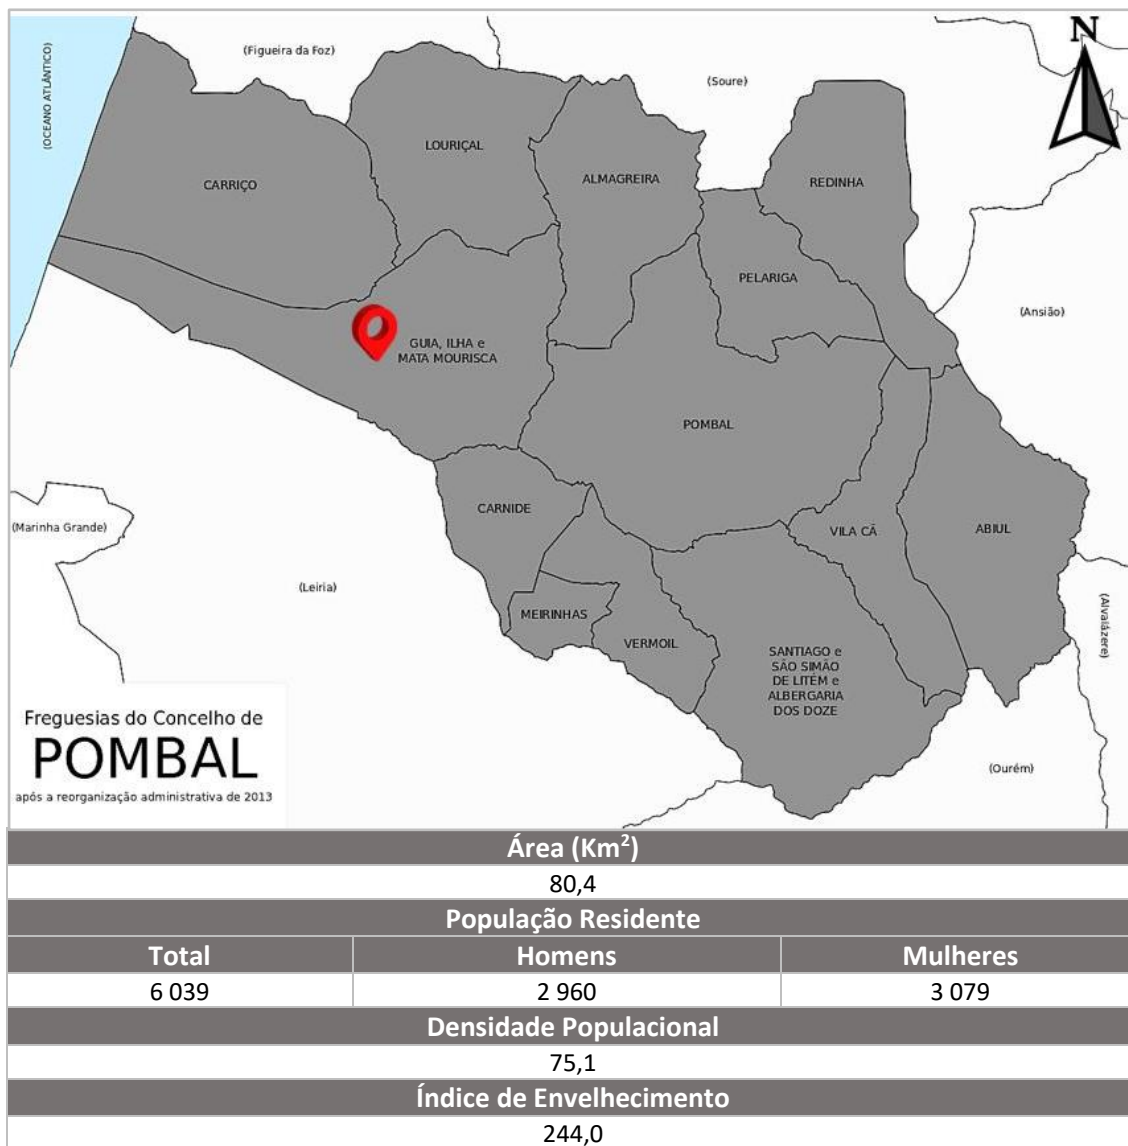 (Figueira da Foz)
(OCEANO ATLÂNTICO)
(Soure)
N
LOURIÇAL
CARRIÇO
ALMAGREIRA
REDINHA
PELARIGA
(Ansião)
GUIA, ILHA e
MATA MOURISCA
POMBAL
CARNIDE
(Marinha Grande)
VILA CÃ
ABIUL
(Leiria)
MEIRINHAS
VERMOIL
(Alvaiázere)
SANTIAGO e
SÃO SIMÃO
DE LITÉM e
ALBERGARIA
DOS DOZE
(Ourém)
Freguesias do Concelho de
POMBAL
após a reorganização administrativa de 2013
Área (Km²)
80,4
População Residente
Total Homens Mulheres
6 039 2 960 3 079
Densidade Populacional
75,1
Índice de Envelhecimento
244,0